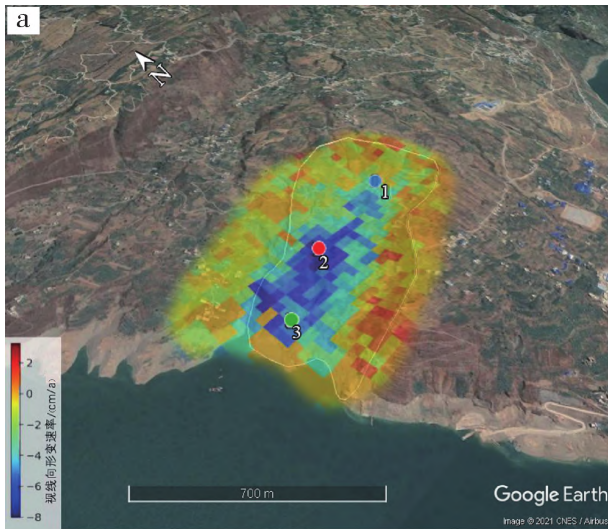 a
N
1
2
3
2
0
−2
−4
−6
−8
视线向形变速率/(cm/a)
700 m
Google Earth
Image © 2021 CNES / Airbus